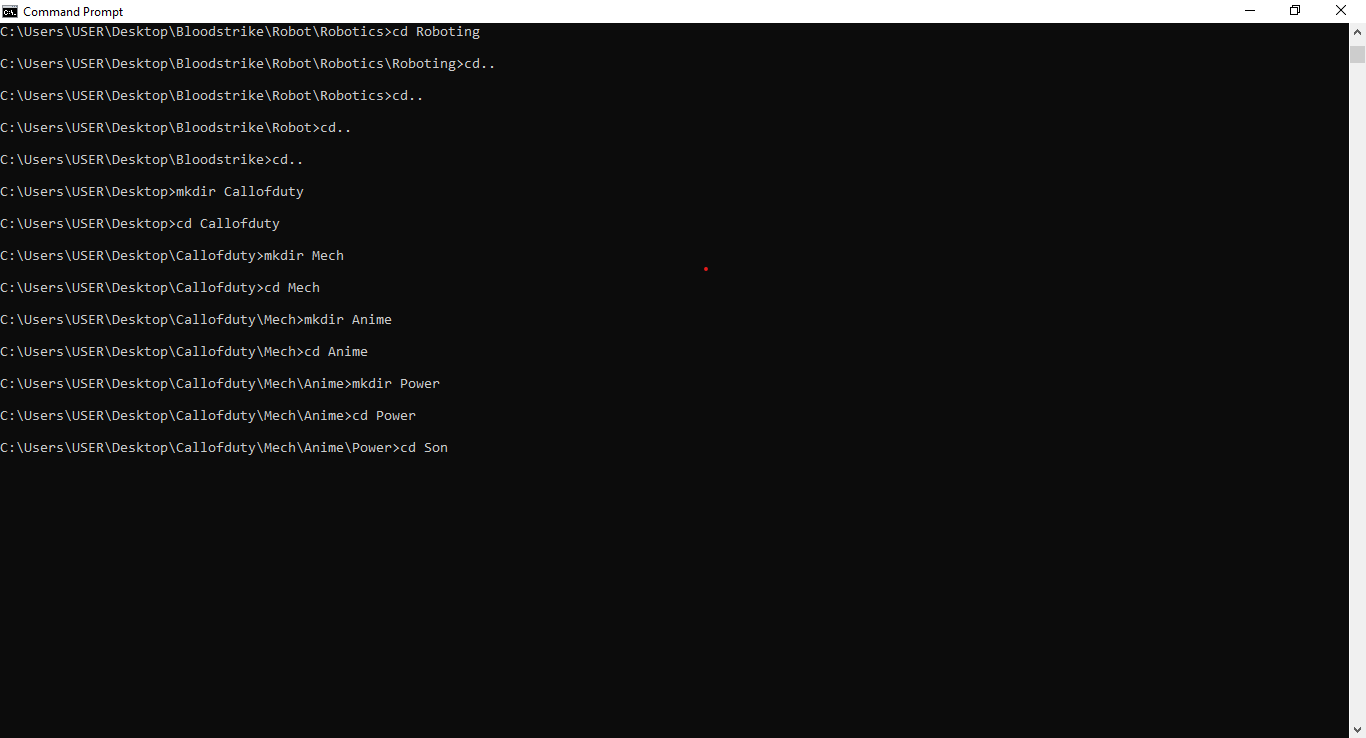 Command Prompt
C:\Users\USER\Desktop\Bloodstrike\Robot\Robotics>cd Roboting
C:\Users\USER\Desktop\Bloodstrike\Robot\Robotics\Roboting>cd..
C:\Users\USER\Desktop\Bloodstrike\Robot\Robotics>cd..
C:\Users\USER\Desktop\Bloodstrike\Robot>cd..
C:\Users\USER\Desktop\Bloodstrike>cd..
C:\Users\USER\Desktop>mkdir Callofduty
C:\Users\USER\Desktop>cd Callofduty
C:\Users\USER\Desktop\Callofduty>mkdir Mech
C:\Users\USER\Desktop\Callofduty>cd Mech
C:\Users\USER\Desktop\Callofduty\Mech>mkdir Anime
C:\Users\USER\Desktop\Callofduty\Mech>cd Anime
C:\Users\USER\Desktop\Callofduty\Mech\Anime>mkdir Power
C:\Users\USER\Desktop\Callofduty\Mech\Anime>cd Power
C:\Users\USER\Desktop\Callofduty\Mech\Anime\Power>cd Son